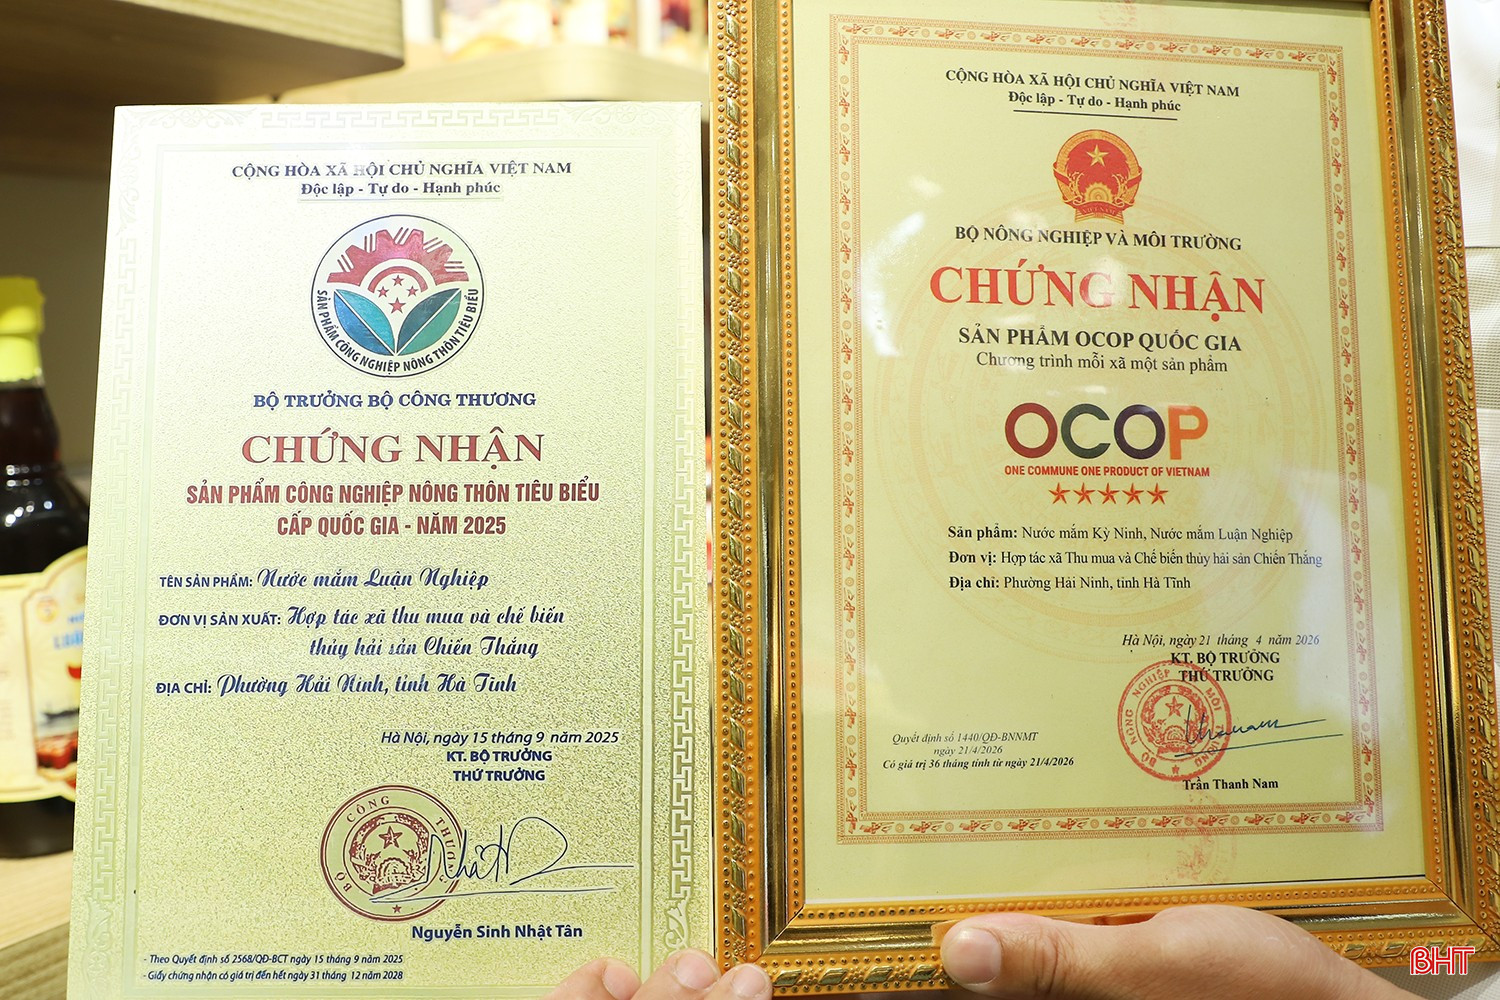 CỘNG HÒA XÃ HỘI CHỦ NGHĨA VIỆT NAM
Độc lập - Tự do - Hạnh phúc
SẢN PHẨM CÔNG NGHIỆP NÔNG THÔN TIÊU BIỂU
BỘ TRƯỞNG BỘ CÔNG THƯƠNG
CHỨNG NHẬN
SẢN PHẨM CÔNG NGHIỆP NÔNG THÔN TIÊU BIỂU
CẤP QUỐC GIA - NĂM 2025
TÊN SẢN PHẨM: Nước mắm Luận Nghiệp
ĐƠN VỊ SẢN XUẤT: Hợp tác xã thu mua và chế biến
thủy hải sản Chiến Thắng
ĐỊA CHỈ: Phường Hải Ninh, tỉnh Hà Tĩnh
Hà Nội, ngày 15 tháng 9 năm 2025
KT. BỘ TRƯỞNG
THỨ TRƯỞNG
BỘ CÔNG THƯƠNG
Nguyễn Sinh Nhật Tân
- Theo Quyết định số 2568/QĐ-BCT ngày 15 tháng 9 năm 2025
- Giấy chứng nhận có giá trị đến hết ngày 31 tháng 12 năm 2028
CỘNG HÒA XÃ HỘI CHỦ NGHĨA VIỆT NAM
Độc lập - Tự do - Hạnh phúc
VIỆT NAM
BỘ NÔNG NGHIỆP VÀ MÔI TRƯỜNG
CHỨNG NHẬN
SẢN PHẨM OCOP QUỐC GIA
Chương trình mỗi xã một sản phẩm
OCOP
ONE COMMUNE ONE PRODUCT OF VIETNAM
Sản phẩm: Nước mắm Kỳ Ninh, Nước mắm Luận Nghiệp
Đơn vị: Hợp tác xã Thu mua và Chế biến thủy hải sản Chiến Thắng
Địa chỉ: Phường Hải Ninh, tỉnh Hà Tĩnh
Hà Nội, ngày 21 tháng 4 năm 2026
KT. BỘ TRƯỞNG
THỨ TRƯỞNG
BỘ NÔNG NGHIỆP MÔI
Quyết định số 1440/QĐ-BNNMT
ngày 21/4/2026
Có giá trị 36 tháng tính từ ngày 21/4/2026
Trần Thanh Nam
BHT